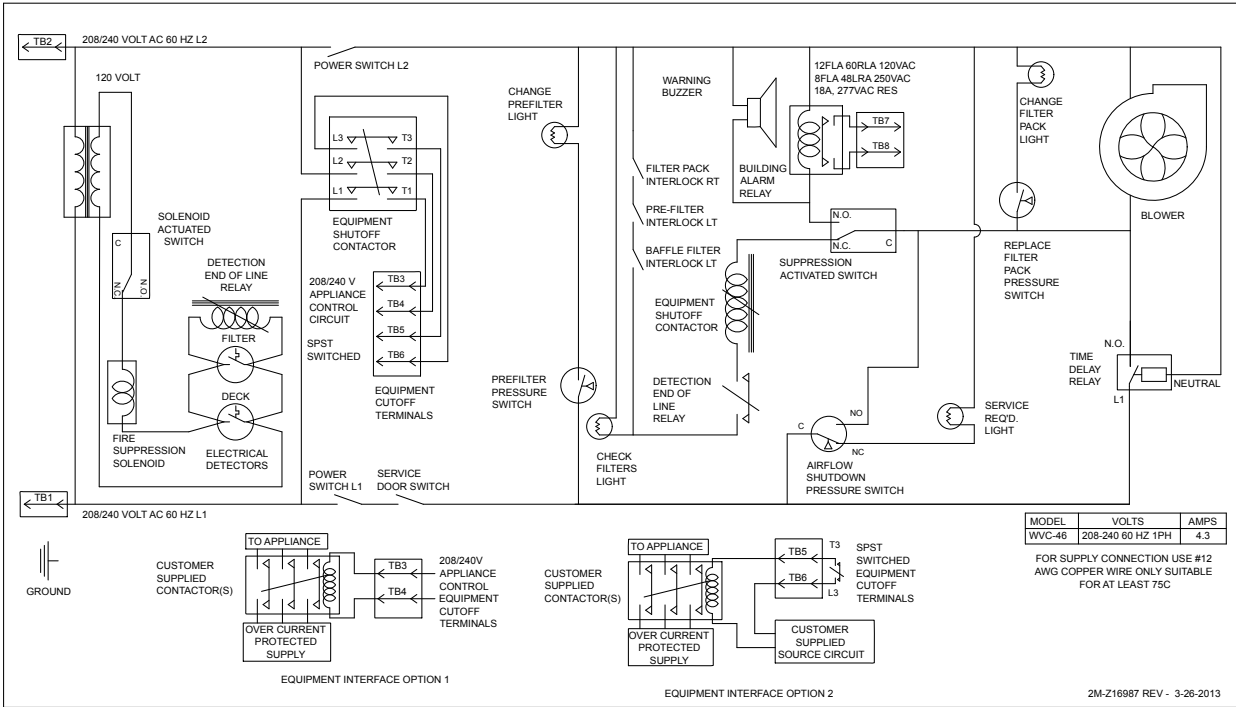 TB2
208/240 VOLT AC 60 HZ L2
POWER SWITCH L2
120 VOLT
SOLENOID
ACTUATED
SWITCH
C
N.C.
N.O.
DETECTION
END OF LINE
RELAY
FILTER
DECK
ELECTRICAL
DETECTORS
FIRE
SUPPRESSION
SOLENOID
L3
T3
L2
T2
L1
T1
EQUIPMENT
SHUTOFF
CONTACTOR
208/240 V
APPLIANCE
CONTROL
CIRCUIT
SPST
SWITCHED
TB3
TB4
TB5
TB6
EQUIPMENT
CUTOFF
TERMINALS
CHANGE
PREFILTER
LIGHT
PREFILTER
PRESSURE
SWITCH
CHECK
FILTERS
LIGHT
FILTER PACK
INTERLOCK RT
PRE-FILTER
INTERLOCK LT
BAFFLE FILTER
INTERLOCK LT
WARNING
BUZZER
12FLA 60RLA 120VAC
8FLA 48LRA 250VAC
18A, 277VAC RES
TB7
TB8
BUILDING
ALARM
RELAY
N.O.
N.C.
C
SUPPRESSION
ACTIVATED SWITCH
EQUIPMENT
SHUTOFF
CONTACTOR
DETECTION
END OF
LINE
RELAY
C
NO
NC
AIRFLOW
SHUTDOWN
PRESSURE SWITCH
SERVICE
REQ'D.
LIGHT
CHANGE
FILTER
PACK
LIGHT
REPLACE
FILTER
PACK
PRESSURE
SWITCH
BLOWER
N.O.
TIME
DELAY
RELAY
L1
NEUTRAL
POWER
SWITCH L1
SERVICE
DOOR SWITCH
TB1
208/240 VOLT AC 60 HZ L1
GROUND
CUSTOMER
SUPPLIED
CONTACTOR(S)
TO APPLIANCE
OVER CURRENT
PROTECTED
SUPPLY
TB3
TB4
208/240V
APPLIANCE
CONTROL
EQUIPMENT
CUTOFF
TERMINALS
EQUIPMENT INTERFACE OPTION 1
CUSTOMER
SUPPLIED
CONTACTOR(S)
TO APPLIANCE
OVER CURRENT
PROTECTED
SUPPLY
TB5
TB6
T3
L3
SPST
SWITCHED
EQUIPMENT
CUTOFF
TERMINALS
CUSTOMER
SUPPLIED
SOURCE CIRCUIT
EQUIPMENT INTERFACE OPTION 2
MODEL VOLTS AMPS
WVC-46 208-240 60 HZ 1PH 4.3
FOR SUPPLY CONNECTION USE #12
AWG COPPER WIRE ONLY SUITABLE
FOR AT LEAST 75C
2M-Z16987 REV - 3-26-2013